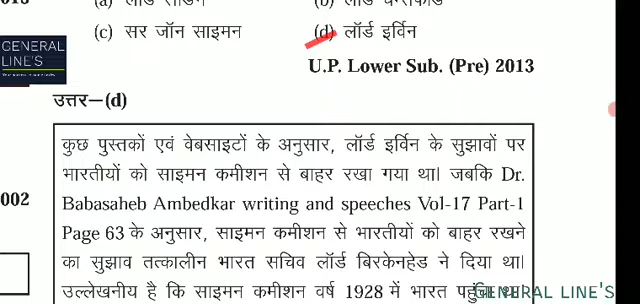 (c) सर जॉन साइमन (d) लॉर्ड इर्विन
GENERAL
LINE'S
U.P. Lower Sub. (Pre) 2013
उत्तर–(d)
कुछ पुस्तकों एवं वेबसाइटों के अनुसार, लॉर्ड इर्विन के सुझावों पर
भारतीयों को साइमन कमीशन से बाहर रखा गया था। जबकि Dr.
002 Babasaheb Ambedkar writing and speeches Vol-17 Part-1
Page 63 के अनुसार, साइमन कमीशन से भारतीयों को बाहर रखने
का सुझाव तत्कालीन भारत सचिव लॉर्ड बिरकेनहेड ने दिया था।
उल्लेखनीय है कि साइमन कमीशन वर्ष 1928 में भारत पहुंचा था।
GENERAL LINE'S